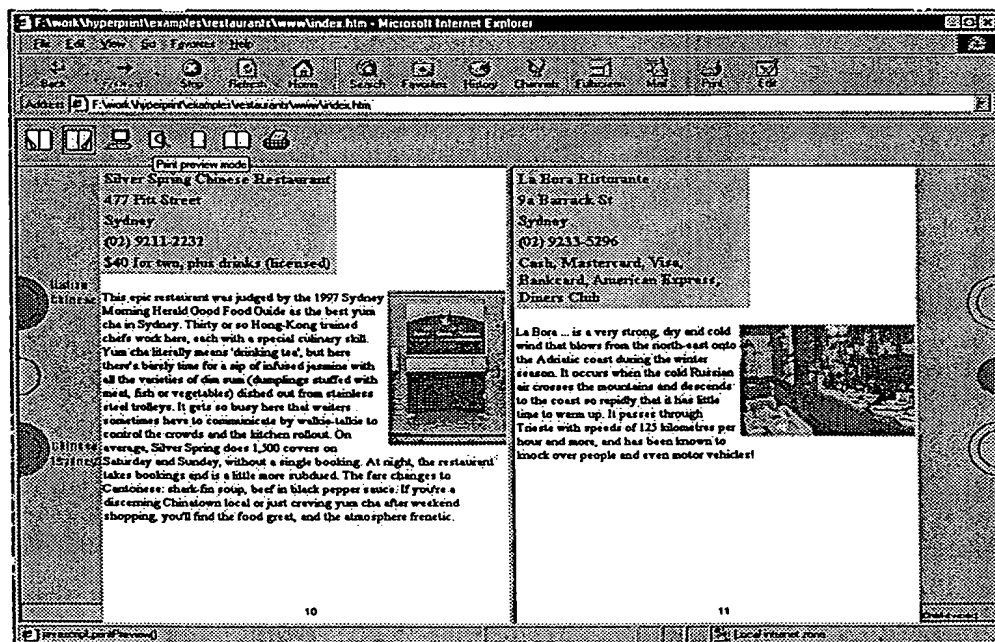 F:\work\hyperprint\examples\restaurants\www\index.htm - Microsoft Internet Explorer
File Edit View Go Favorites Help
Back Forward Stop Refresh Home Search Favorites History Channels Fullscreen Mail Print Edit
Address F:\work\hyperprint\examples\restaurants\www\index.htm
Print preview mode
Silver Spring Chinese Restaurant
477 Pitt Street
Sydney
(02) 9211-2232
$40 for two, plus drinks (licensed)
This epic restaurant was judged by the 1997 Sydney
Morning Herald Good Food Guide as the best yum
cha in Sydney. Thirty or so Hong-Kong trained
chefs work here, each with a special culinary skill.
Yum cha literally means 'drinking tea', but here
there's barely time for a sip of infused jasmine with
all the varieties of dim sum (dumplings stuffed with
meat, fish or vegetables) dished out from stainless
steel trolleys. It gets so busy here that waiters
sometimes have to communicate by walkie-talkie to
control the crowds and the kitchen rollout. On
average, Silver Spring does 1,500 covers on
Saturday and Sunday, without a single booking. At night, the restaurant
takes bookings and is a little more subdued. The fare changes to
Cantonese: shark-fin soup, beef in black pepper sauce. If you're a
discerning Chinatown local or just craving yum cha after weekend
shopping, you'll find the food great, and the atmosphere frenetic.
10
La Bora Ristorante
9a Barrack St
Sydney
(02) 9233-5296
Cash, Mastercard, Visa,
Bankcard, American Express,
Diners Club
La Bora ... is a very strong, dry and cold
wind that blows from the north-east onto
the Adriatic coast during the winter
season. It occurs when the cold Russian
air crosses the mountains and descends
to the coast so rapidly that it has little
time to warm up. It passes through
Trieste with speeds of 125 kilometres per
hour and more, and has been known to
knock over people and even motor vehicles!
11
Chinese
Chinese
javascript:printPreview()
Local intranet zone